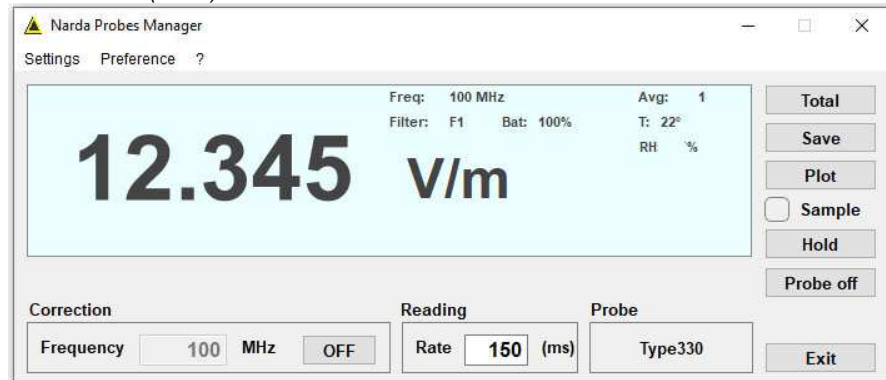 Narda Probes Manager
Settings Preference ?
Freq: 100 MHz Avg: 1
Filter: F1 Bat: 100% T: 22°
RH %
12.345 V/m
Total
Save
Plot
Sample
Hold
Probe off
Correction
Frequency 100 MHz OFF
Reading
Rate 150 (ms)
Probe
Type330
Exit